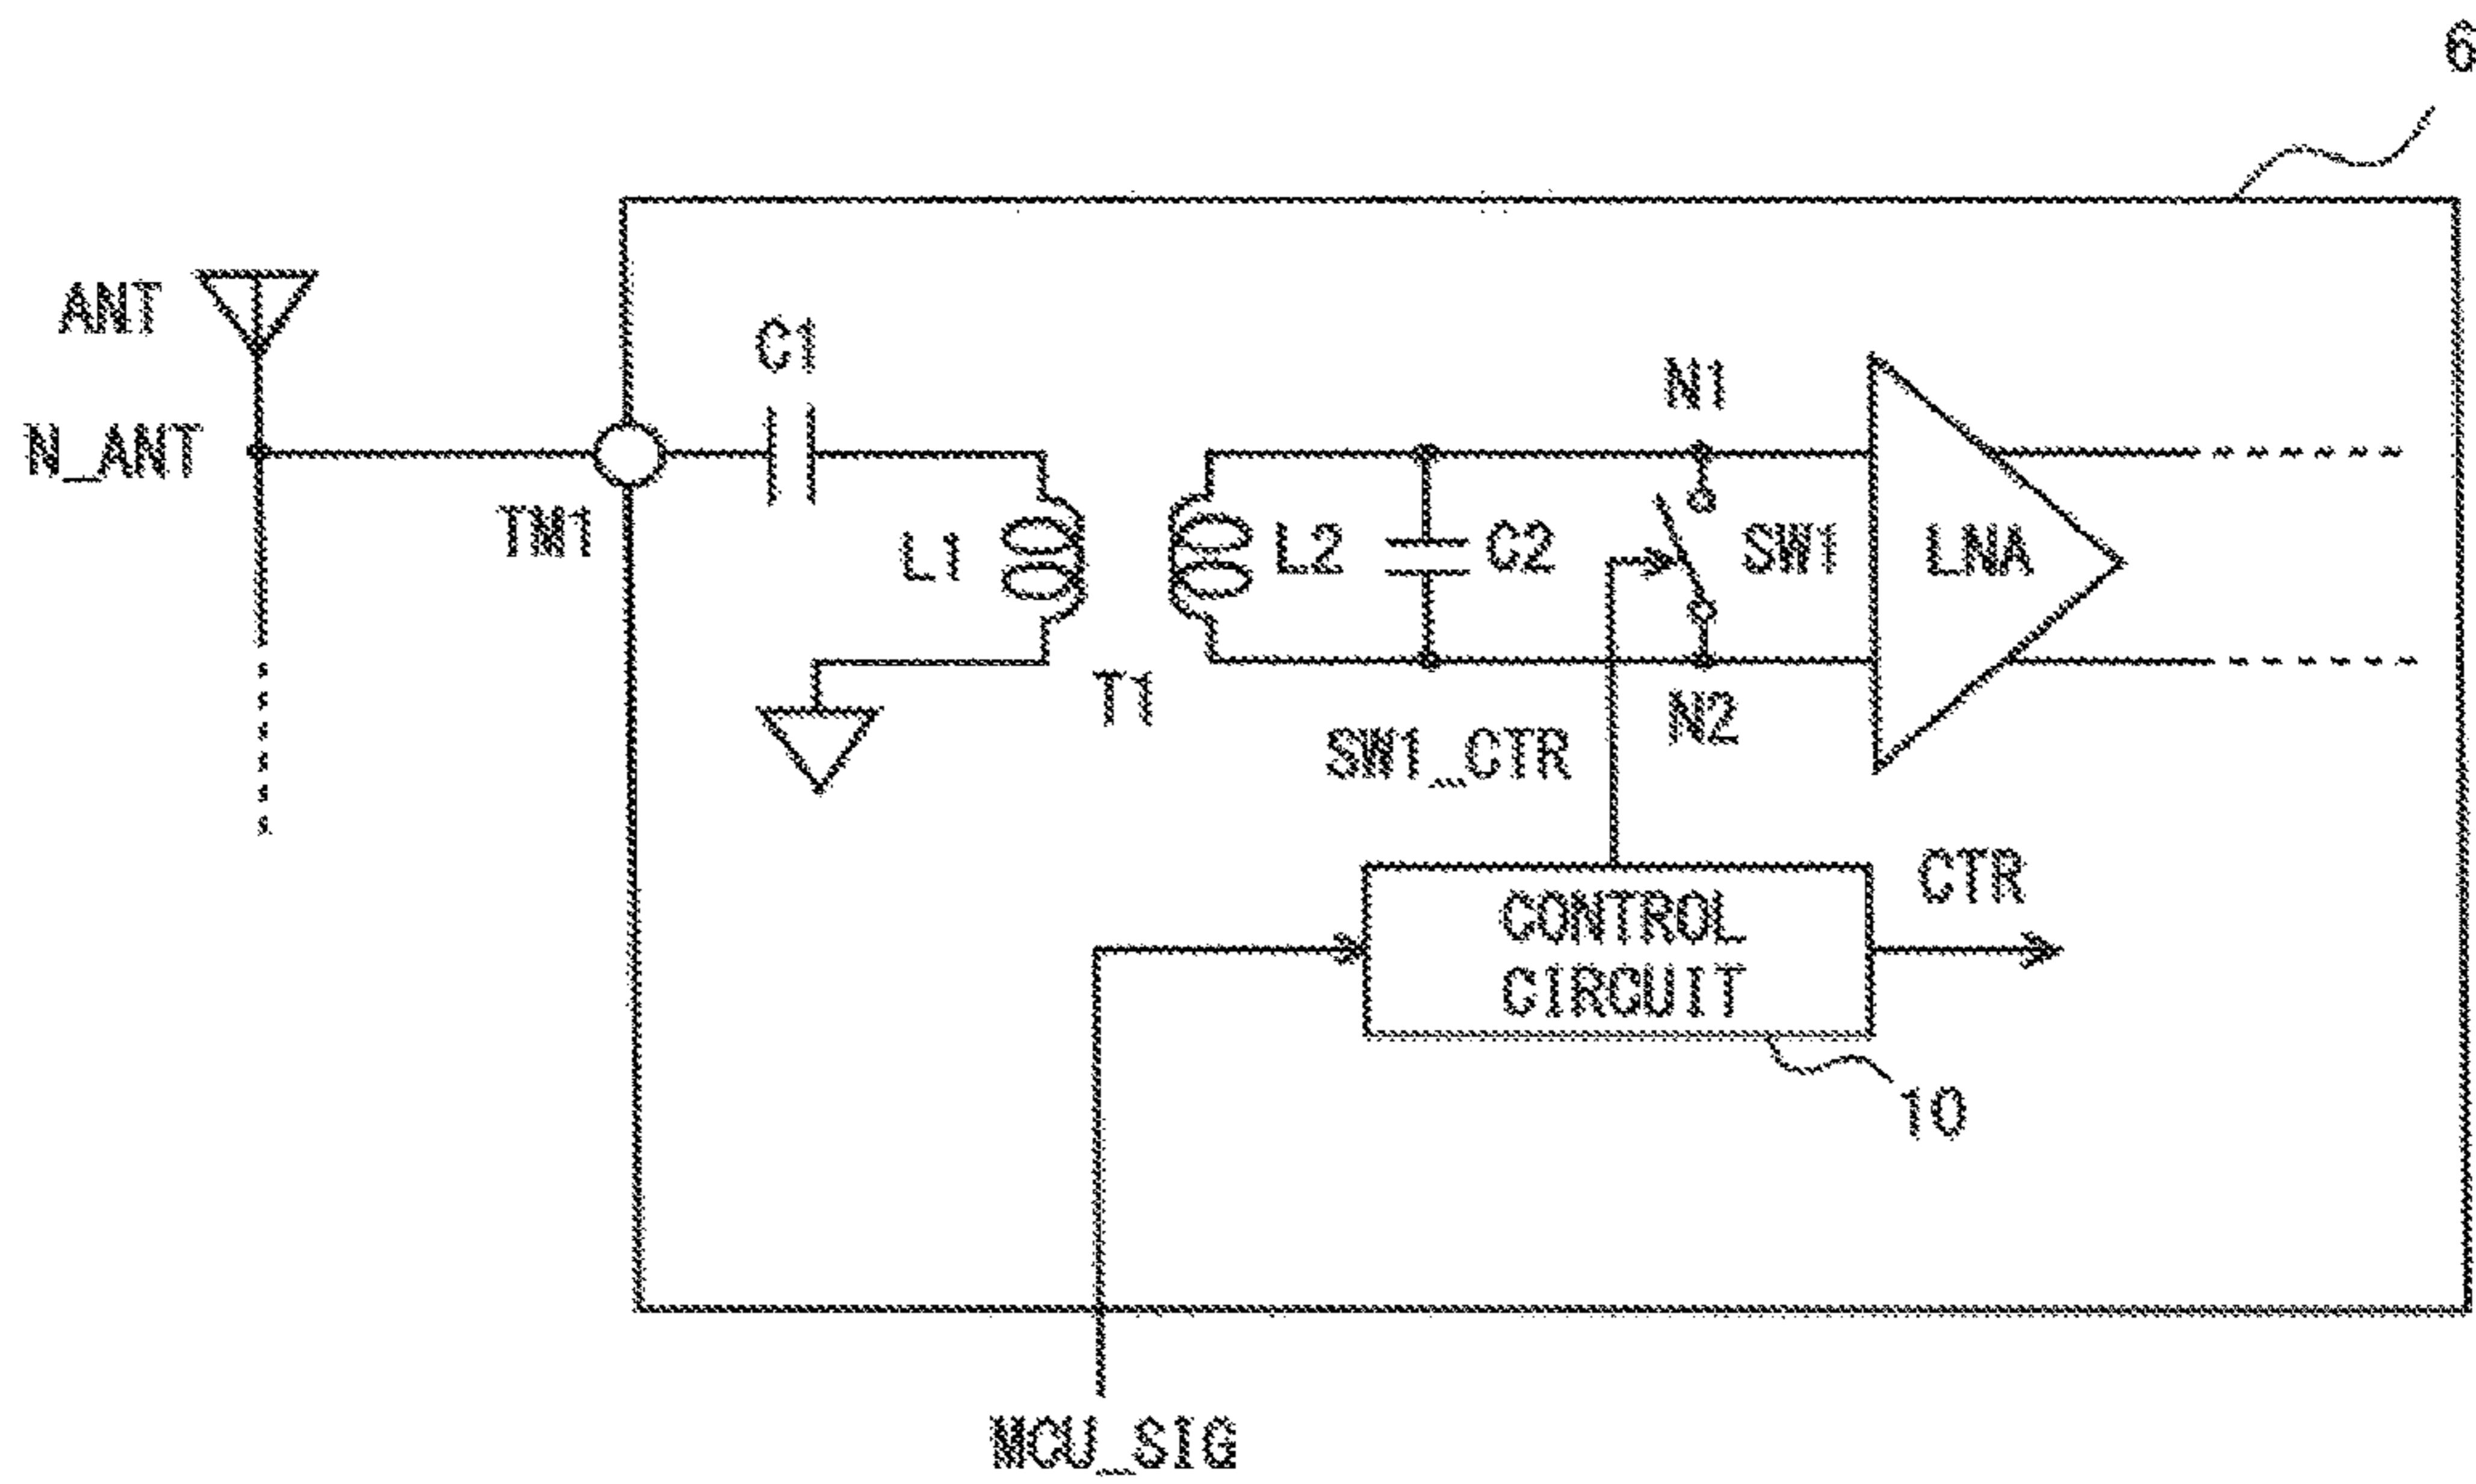 6
ANT
C1
N1
N_ANT
TM1
L1
L2
C2
SW1
LNA
T1
N2
SW1_CTR
CTR
CONTROL
CIRCUIT
10
MCU_SIG